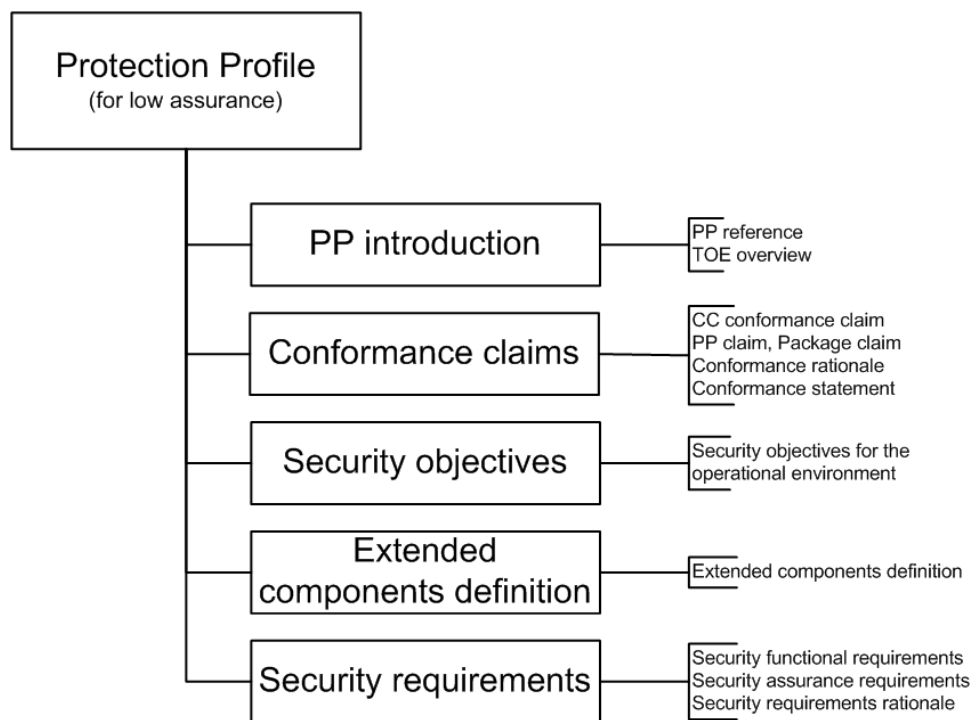 Protection Profile
(for low assurance)
PP introduction
PP reference
TOE overview
Conformance claims
CC conformance claim
PP claim, Package claim
Conformance rationale
Conformance statement
Security objectives
Security objectives for the
operational environment
Extended
components definition
Extended components definition
Security requirements
Security functional requirements
Security assurance requirements
Security requirements rationale